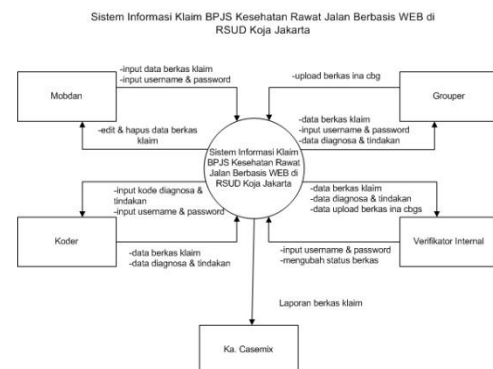 Sistem Informasi Klaim BPJS Kesehatan Rawat Jalan Berbasis WEB di
RSUD Koja Jakarta
-input data berkas klaim
-input username & password
Mobdan
-edit & hapus data berkas
klaim
-upload berkas ina cbg
Grouper
-data berkas klaim
-input username & password
-data diagnosa & tindakan
Sistem Informasi Klaim
BPJS Kesehatan Rawat
Jalan Berbasis WEB di
RSUD Koja Jakarta
-input kode diagnosa &
tindakan
-input username & password
Koder
-data berkas klaim
-data diagnosa & tindakan
-data berkas klaim
-data diagnosa & tindakan
-data upload berkas ina cbgs
Verifikator Internal
-input username & password
-mengubah status berkas
Laporan berkas klaim
Ka. Casemix